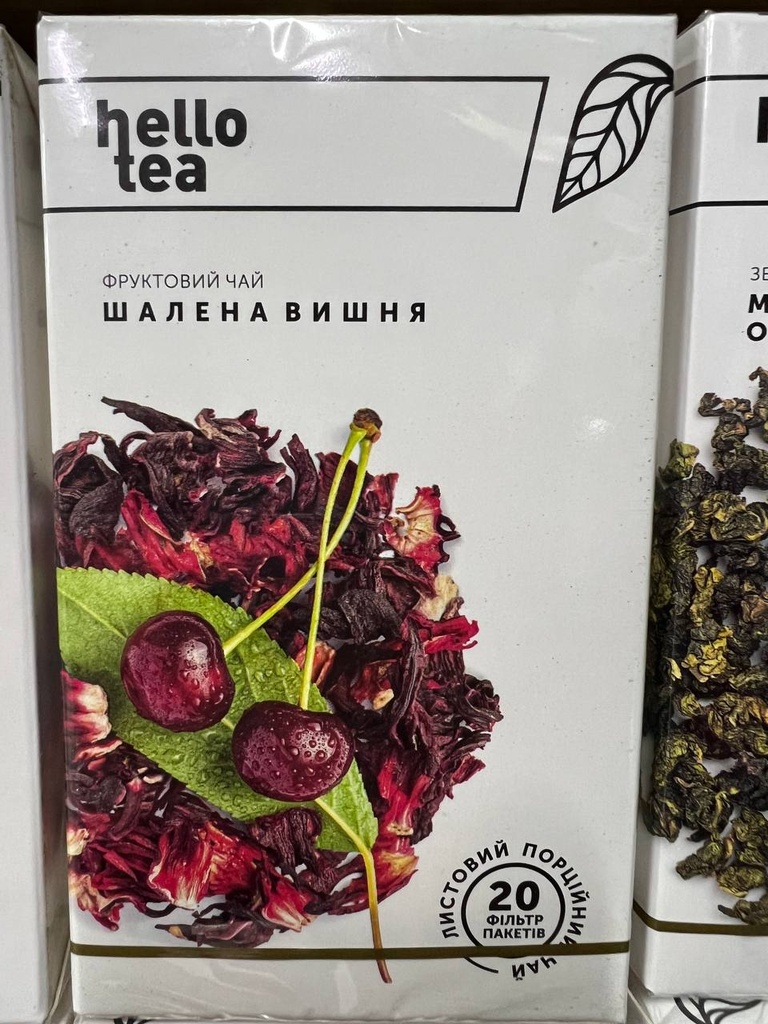 hello
tea
ФРУКТОВИЙ ЧАЙ
ШАЛЕНА ВИШНЯ
ЛИСТОВИЙ ПОРЦІЙНИЙ ЧАЙ
20
ФІЛЬТР
ПАКЕТІВ